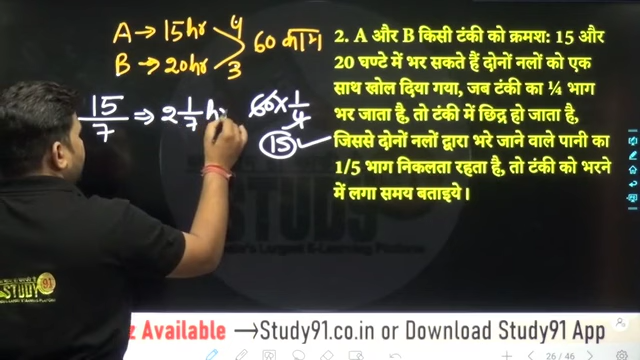 A → 15 hr 4
60 काम
B → 20hr 3
15/7 ⇒ 2 1/7 hr
60 × 1/4
15
2. A और B किसी टंकी को क्रमश: 15 और
20 घण्टे में भर सकते हैं दोनों नलों को एक
साथ खोल दिया गया, जब टंकी का ¼ भाग
भर जाता है, तो टंकी में छिद्र हो जाता है,
जिससे दोनों नलों द्वारा भरे जाने वाले पानी का
1/5 भाग निकलता रहता है, तो टंकी को भरने
में लगा समय बताइये।
STUDY 91
z Available → Study91.co.in or Download Study91 App
26 / 46